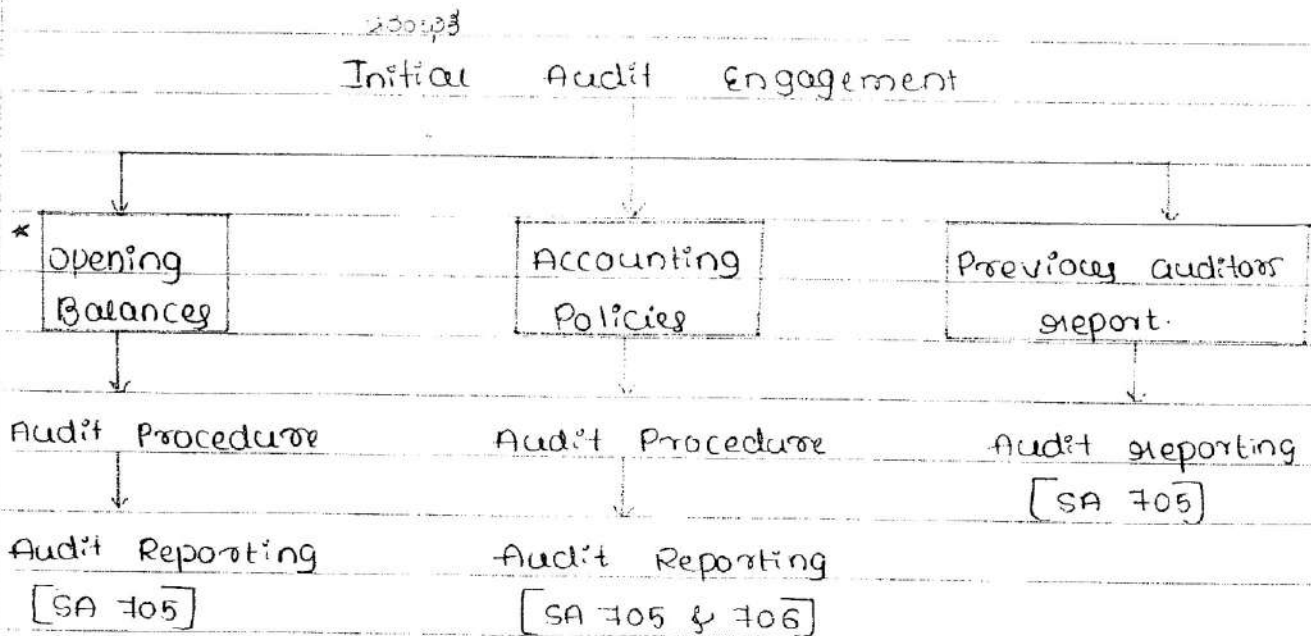 Initial Audit Engagement
* Opening
Balances
Accounting
Policies
Previous auditors
report.
Audit Procedure
Audit Procedure
Audit reporting
[SA 705]
Audit Reporting
[SA 705]
Audit Reporting
[SA 705 & 706]